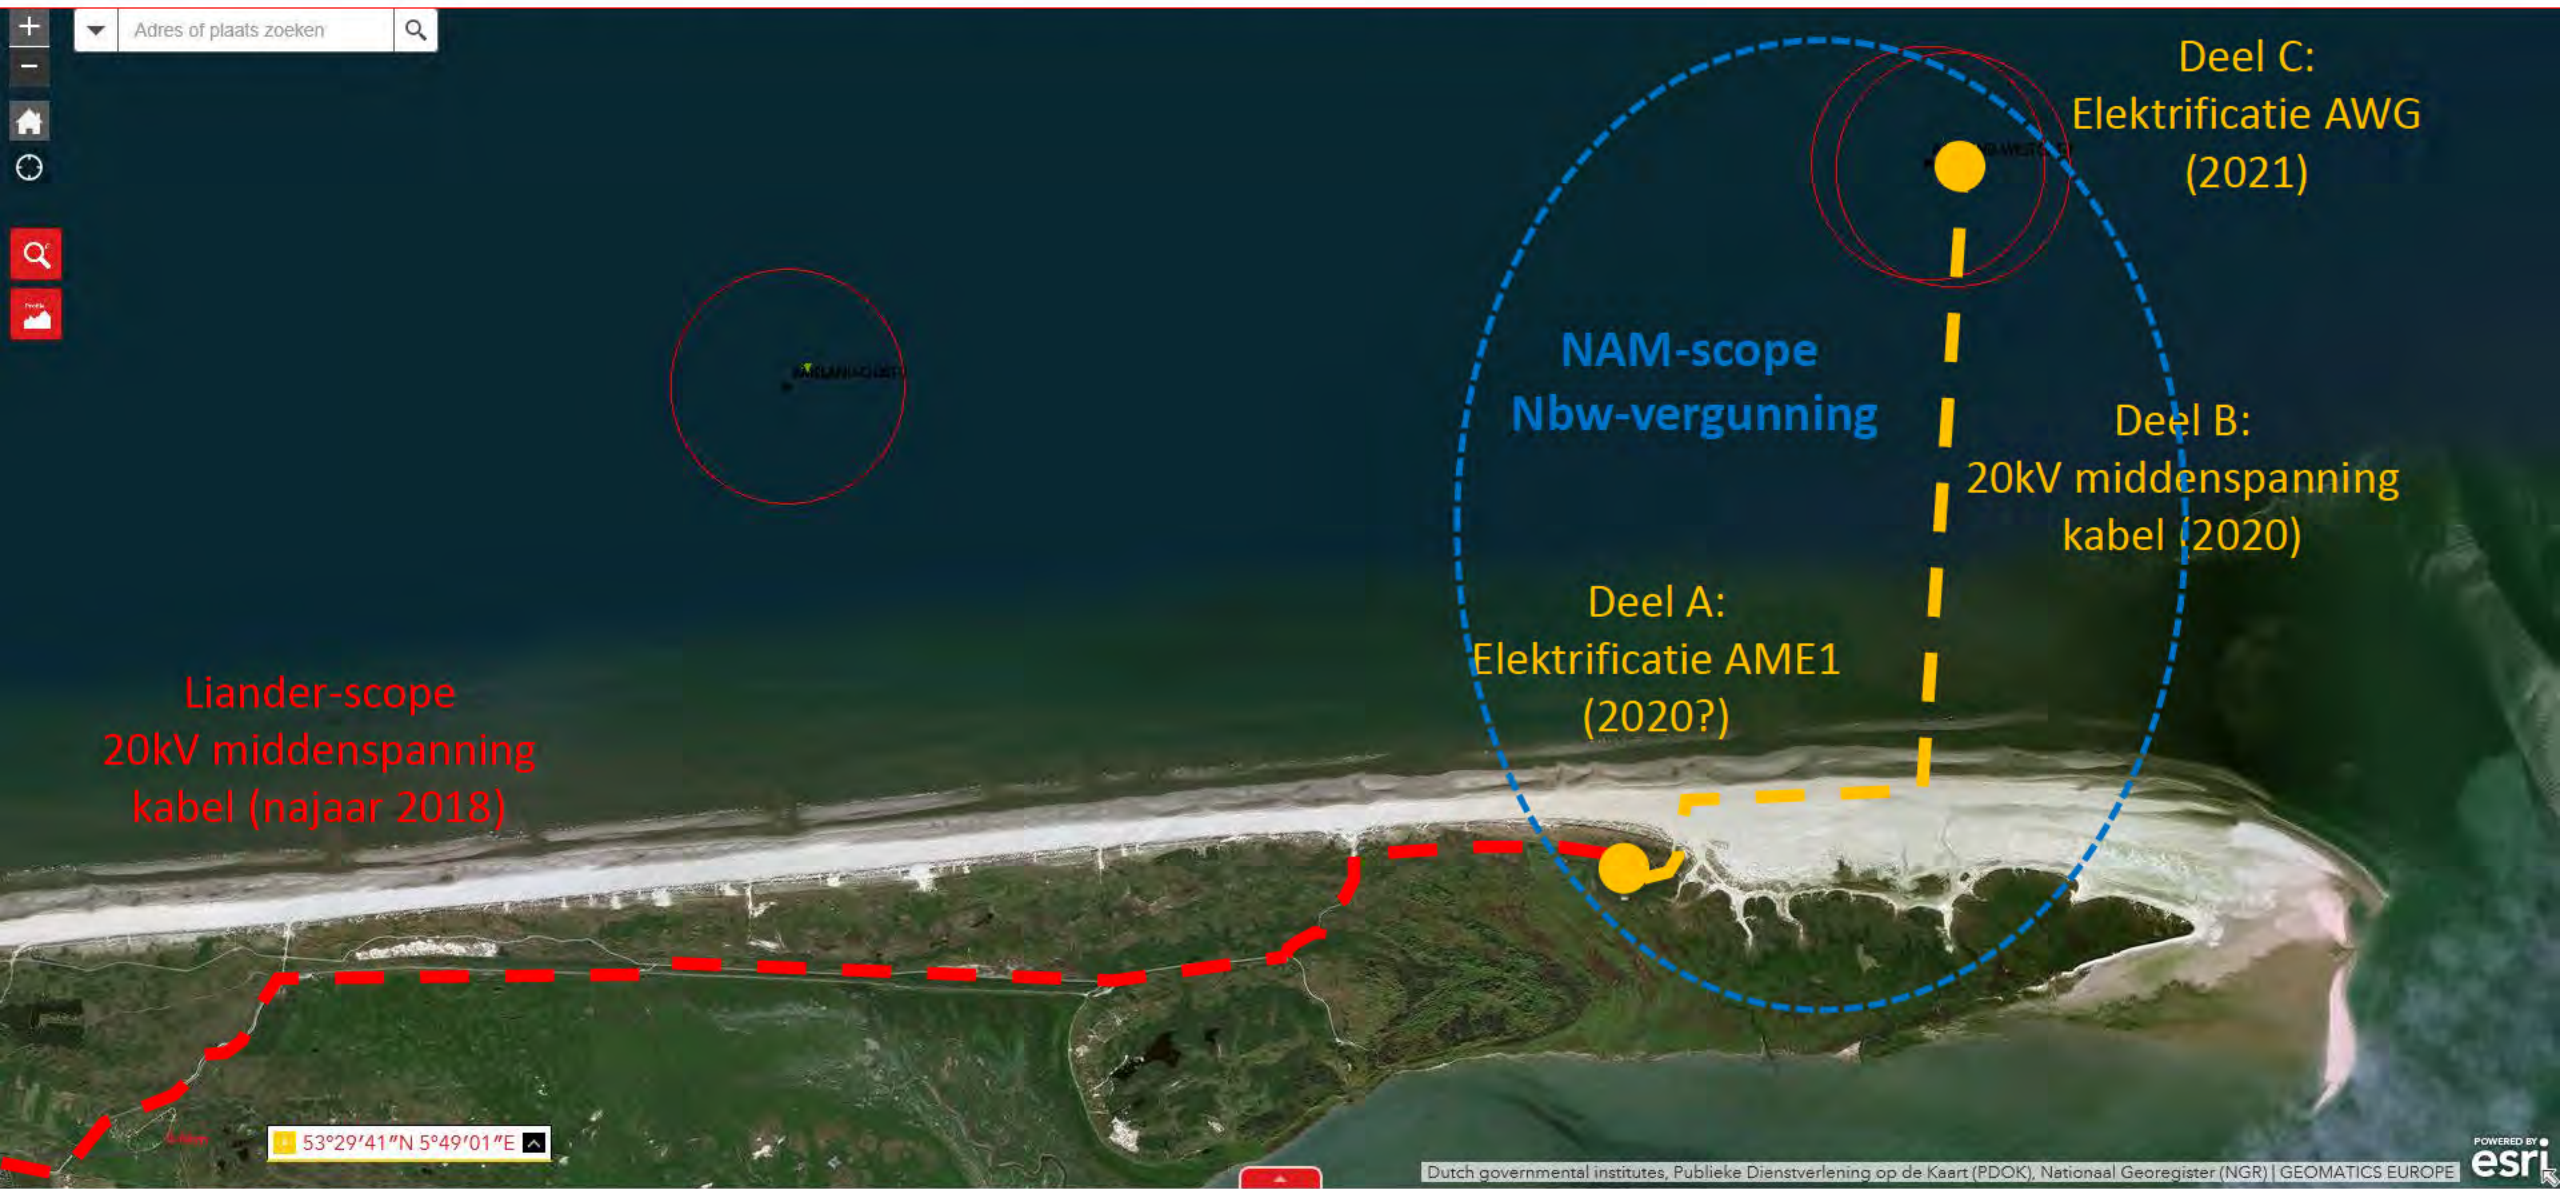 Adres of plaats zoeken
Deel C:
Elektrificatie AWG
(2021)
NAM-scope
Nbw-vergunning
Deel B:
20kV middenspanning
kabel (2020)
Deel A:
Elektrificatie AME1
(2020?)
Liander-scope
20kV middenspanning
kabel (najaar 2018)
53°29′41″N 5°49′01″E
Dutch governmental institutes, Publieke Dienstverlening op de Kaart (PDOK), Nationaal Georegister (NGR) | GEOMATICS EUROPE
POWERED BY
esri